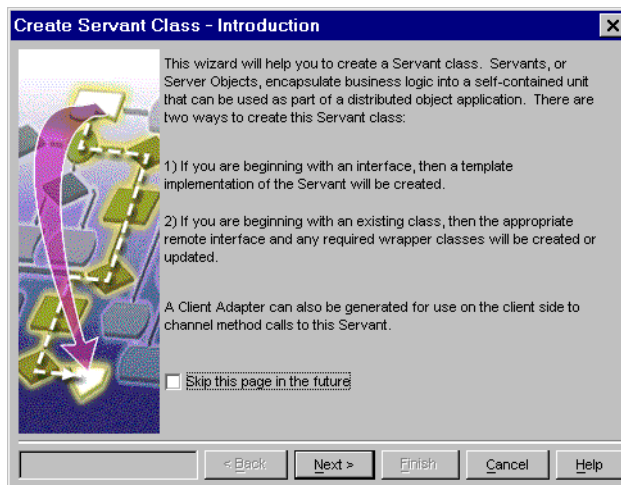 Create Servant Class - Introduction
This wizard will help you to create a Servant class. Servants, or
Server Objects, encapsulate business logic into a self-contained unit
that can be used as part of a distributed object application. There are
two ways to create this Servant class:
1) If you are beginning with an interface, then a template
implementation of the Servant will be created.
2) If you are beginning with an existing class, then the appropriate
remote interface and any required wrapper classes will be created or
updated.
A Client Adapter can also be generated for use on the client side to
channel method calls to this Servant.
Skip this page in the future
< Back Next > Finish Cancel Help